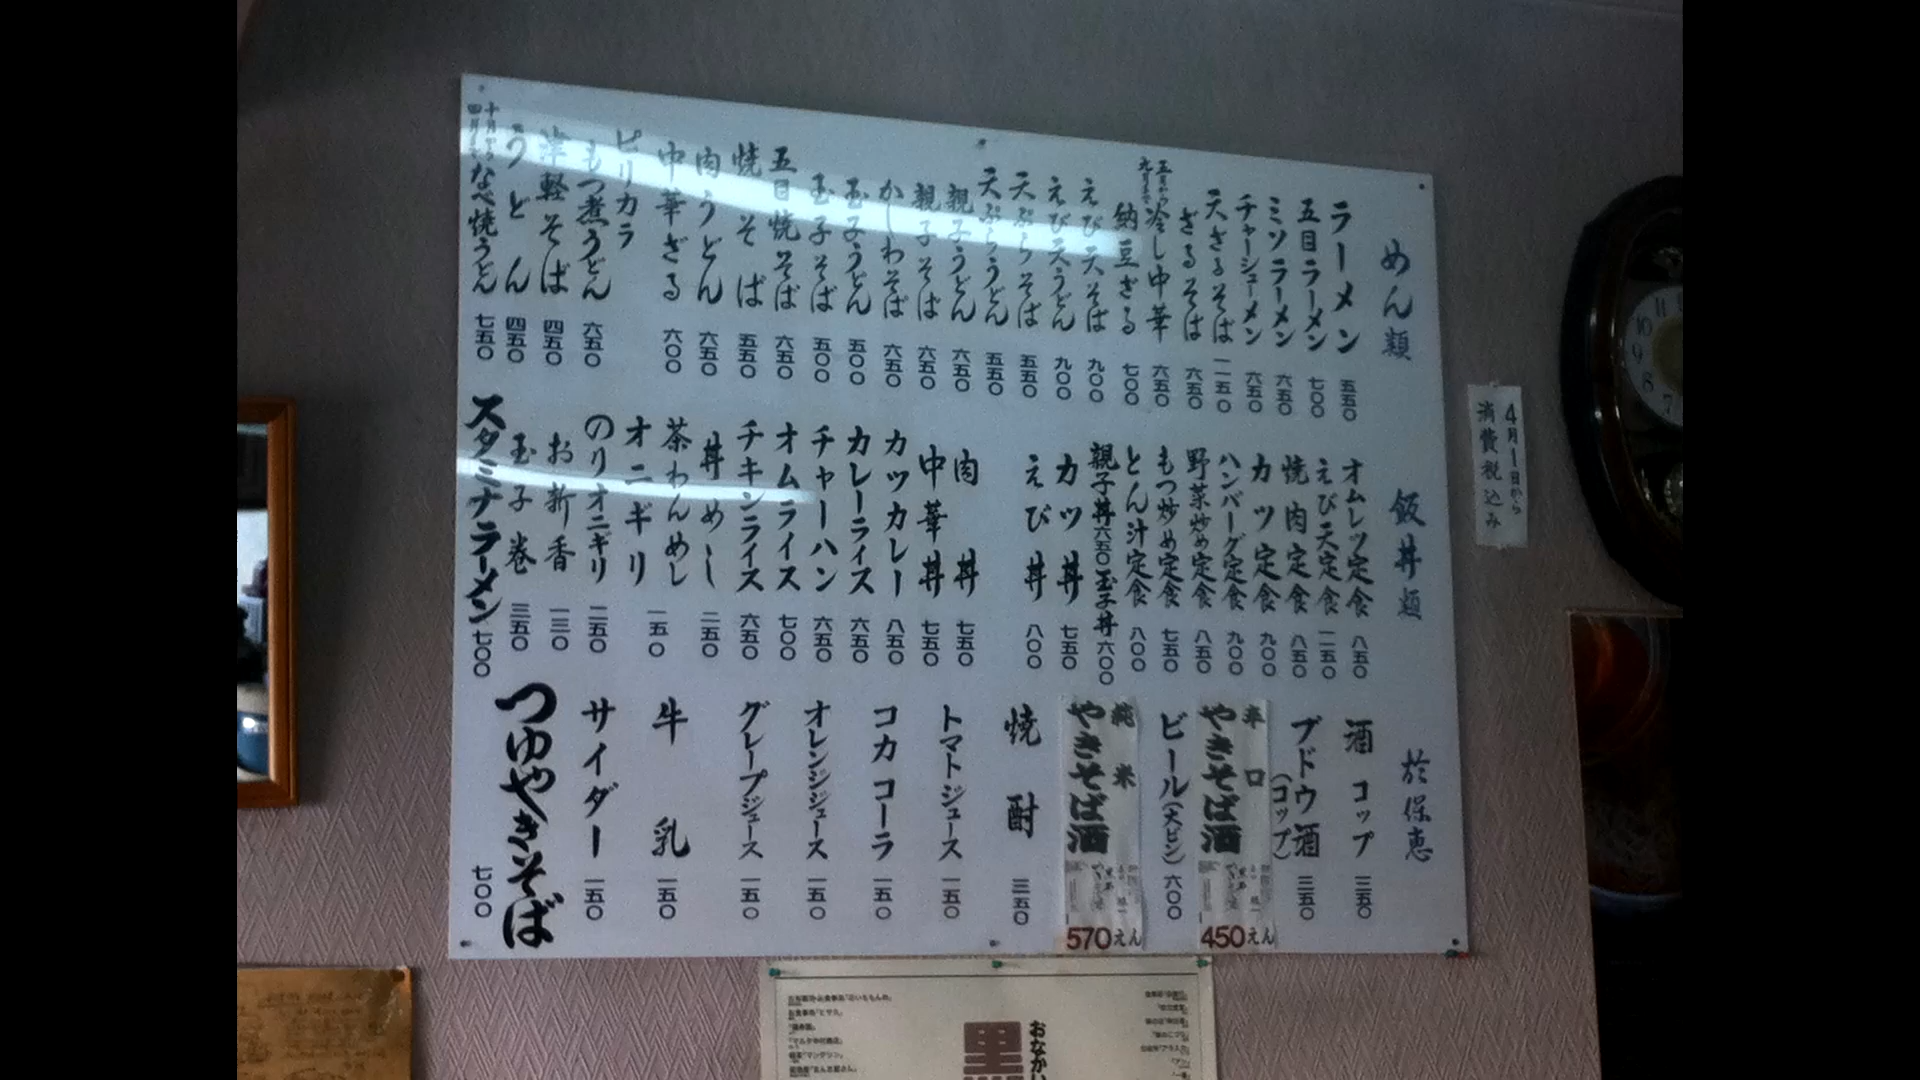 めん類
ラーメン 五五〇
五目ラーメン 七〇〇
ミソラーメン 六五〇
チャーシューメン 六五〇
天ざるそば 一一五〇
ざるそば 六五〇
五月から九月まで 冷し中華 六五〇
納豆ざる 七〇〇
えび天そば 九〇〇
えび天うどん 九〇〇
天ぷらそば 五五〇
天ぷらうどん 五五〇
親子うどん 六五〇
親子そば 六五〇
かしわそば 六五〇
玉子うどん 五〇〇
玉子そば 五〇〇
五目焼そば 六五〇
焼そば 五五〇
肉うどん 六五〇
中華ざる 六〇〇
ピリカラ
もつ煮うどん 六五〇
津軽そば 四五〇
うどん 四五〇
十月から四月まで なべ焼うどん 七五〇
飯丼類
オムレツ定食 八五〇
えび天定食 一一五〇
焼肉定食 八五〇
カツ定食 九〇〇
ハンバーグ定食 九〇〇
野菜炒め定食 八五〇
もつ炒め定食 七五〇
とん汁定食 八〇〇
親子丼六五〇玉子丼六〇〇
カツ丼 七五〇
えび丼 八〇〇
肉丼 七五〇
中華丼 七五〇
カツカレー 八五〇
カレーライス 六五〇
チャーハン 六五〇
オムライス 七〇〇
チキンライス 六五〇
丼めし 二五〇
茶わんめし
オニギリ 一五〇
のりオニギリ 二五〇
お新香 一三〇
玉子巻 三五〇
スタミナラーメン 七〇〇
於保恵
酒コップ 三五〇
ブドウ酒(コップ) 三五〇
辛口
やきそば酒
450えん
ビール(大ビン) 六〇〇
純米
やきそば酒
570えん
焼酎 三五〇
トマトジュース 一五〇
コカコーラ 一五〇
オレンジジュース 一五〇
グレープジュース 一五〇
牛乳 一五〇
サイダー 一五〇
つゆやきそば 七〇〇
4月1日から
消費税込み
11
10
9
8
7
おなかい
黒